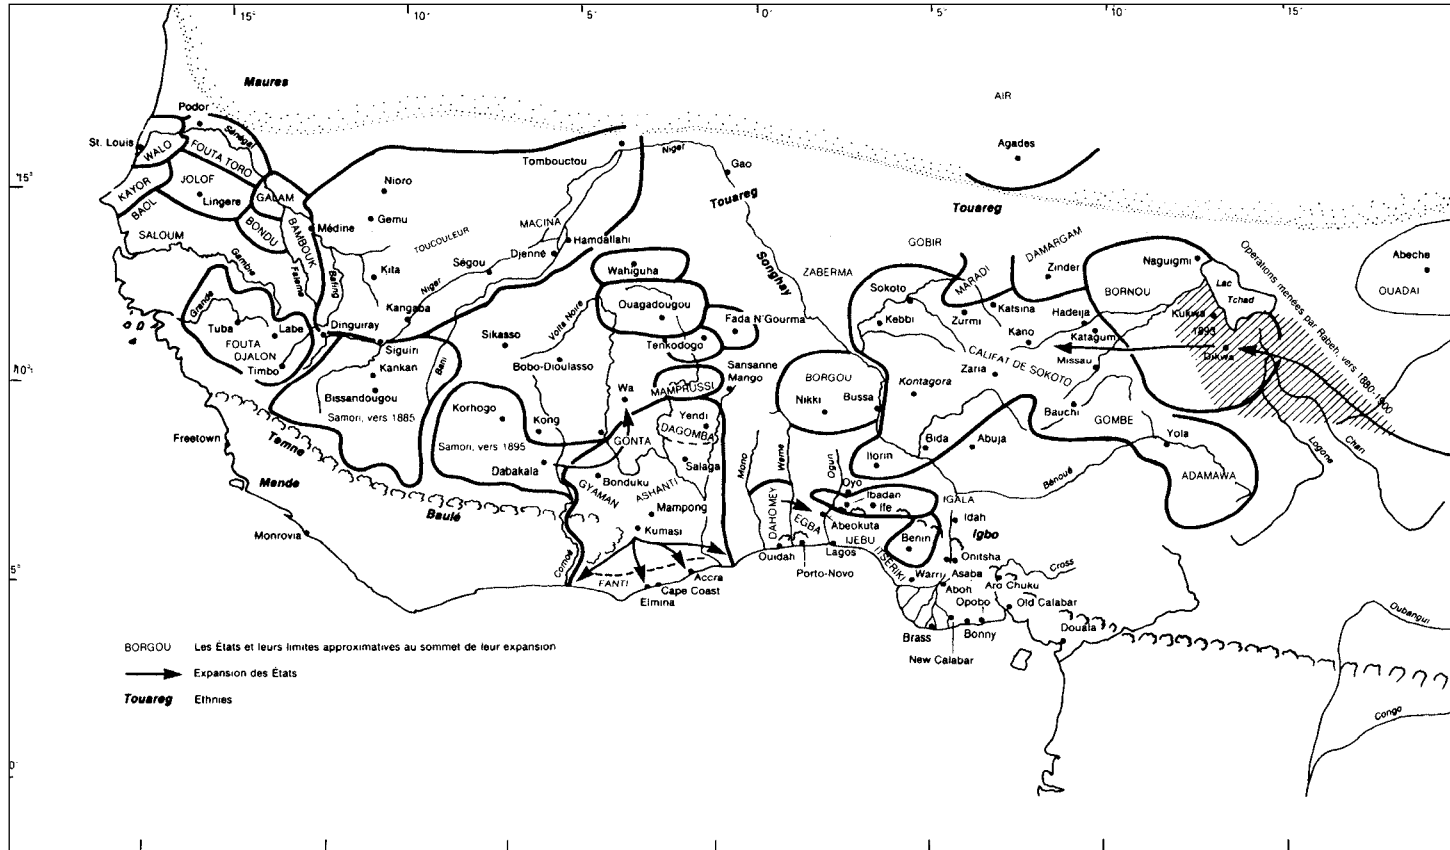 15°
10°
5°
0°
5°
10°
15°
Maures
AIR
Podor
Agades
St. Louis
Sénégal
WALO
FOUTA TORO
Tombouctou
Niger
Gao
15°
KAYOR
JOLOF
Nioro
Touareg
Touareg
BAOL
Lingere
GALAM
Gemu
MACINA
SALOUM
BONDU
BAMBOUK
Médine
TOUCOULEUR
Hamdallahi
GOBIR
DAMARGAM
Operations menées par Rabeh, vers 1880-1900
Abeche
Djenné
Gambie
Faleme
Bafing
Kita
Ségou
Niger
Wahiguha
Songhay
ZABERMA
MARADI
Zinder
Naguigmi
Lac
Tchad
OUADAI
Grande
Kangaba
Volta Noire
Ouagadougou
Sokoto
Katsina
BORNOU
Tuba
Labe
Dinguiray
Sikasso
Fada N'Gourma
Kebbi
Zurmi
Hadeija
Kukwa
FOUTA
DJALON
Siguiri
Tenkodogo
Kano
Katagum
1893
Timbo
Kankan
Bani
Bobo-Dioulasso
Sansanne
Mango
CALIFAT DE SOKOTO
Missau
Dikwa
10°
Bissandougou
Wa
MAMPRUSSI
BORGOU
Kontagora
Zaria
Samori, vers 1885
Korhogo
Kong
Yendi
Nikki
Bussa
Bauchi
GOMBE
Freetown
Temne
Samori, vers 1895
GONTA
DAGOMBA
Bida
Abuja
Yola
Logone
Chari
Dabakala
Salaga
Mono
Weme
Ogun
Ilorin
Bénoué
ADAMAWA
Mende
GYAMAN
Bonduku
ASHANTI
Oyo
Baulé
Mampong
DAHOMEY
Ibadan
Ife
IGALA
Monrovia
Kumasi
EGBA
Abeokuta
Idah
Igbo
Comoé
IJEBU
Benin
Ouidah
Lagos
ITSERIKI
Onitsha
Porto-Novo
5°
FANTI
Accra
Warri
Asaba
Cross
Cape Coast
Aboh
Aro Chuku
Elmina
Opobo
Old Calabar
Oubangui
Brass
Bonny
Douala
New Calabar
BORGOU Les États et leurs limites approximatives au sommet de leur expansion
Expansion des États
Touareg Ethnies
Congo
0°